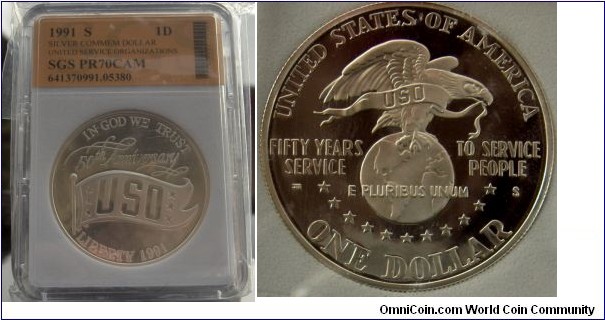 1991 S 1D
SILVER COMMEM DOLLAR
UNITED SERVICE ORGANIZATIONS
SGS PR70CAM
641370991.05380
IN GOD WE TRUST
50th Anniversary
USO
LIBERTY 1991
UNITED STATES OF AMERICA
USO
FIFTY YEARS TO SERVICE
SERVICE PEOPLE
E PLURIBUS UNUM S
ONE DOLLAR
© OmniCoin.com World Coin Community